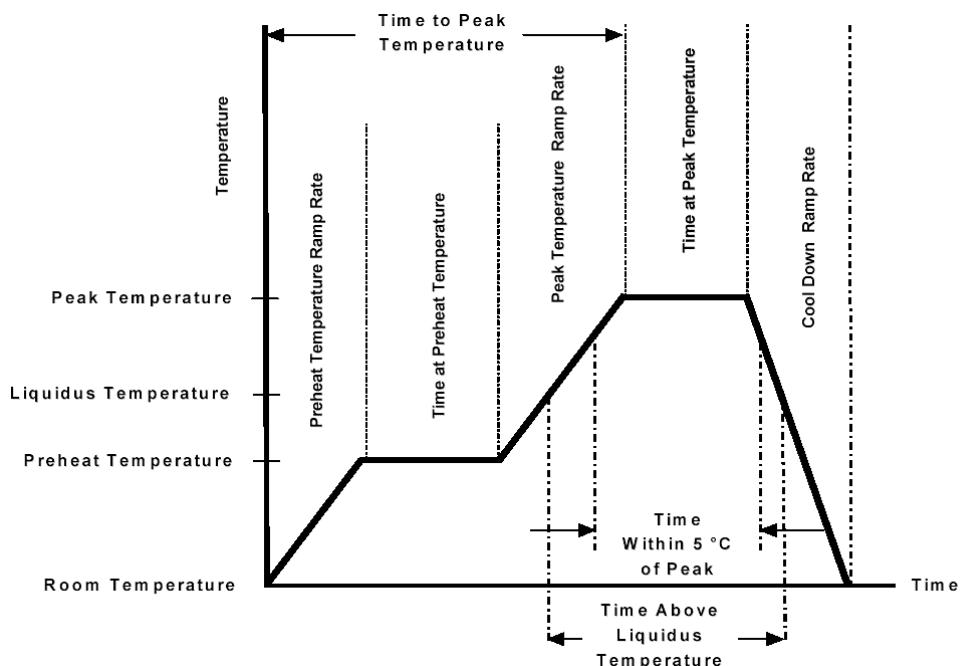 Time to Peak
Temperature
Temperature
Preheat Temperature Ramp Rate
Time at Preheat Temperature
Peak Temperature Ramp Rate
Time at Peak Temperature
Cool Down Ramp Rate
Peak Temperature
Liquidus Temperature
Preheat Temperature
Room Temperature
Time
Within 5 °C
of Peak
Time
Time Above
Liquidus
Temperature